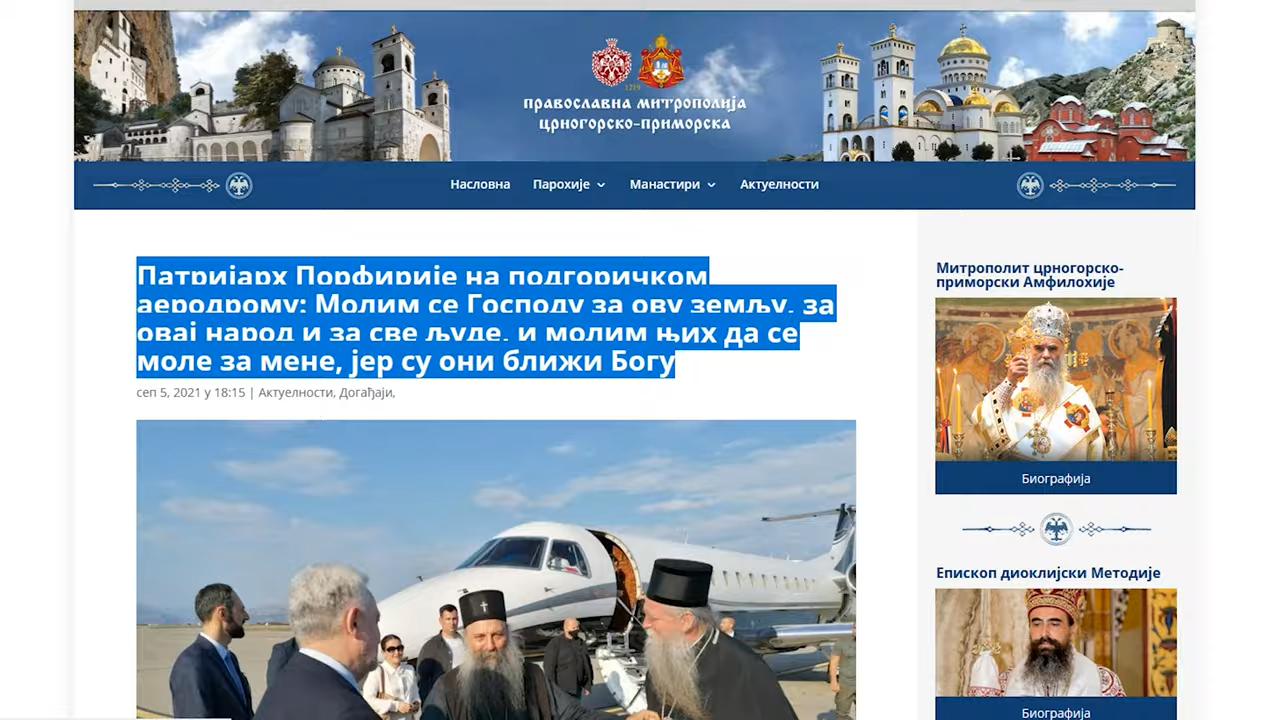 1219
православна митрополија
црногорско-приморска
Насловна Парохије Манастири Актуелности
Патријарх Порфирије на подгоричком
аеродрому: Молим се Господу за ову земљу, за
овај народ и за све људе, и молим њих да се
моле за мене, јер су они ближи Богу
сеп 5, 2021 у 18:15 | Актуелности, Догађаји,
Митрополит црногорско-
приморски Амфилохије
Биографија
Епископ диоклијски Методије
Биографија